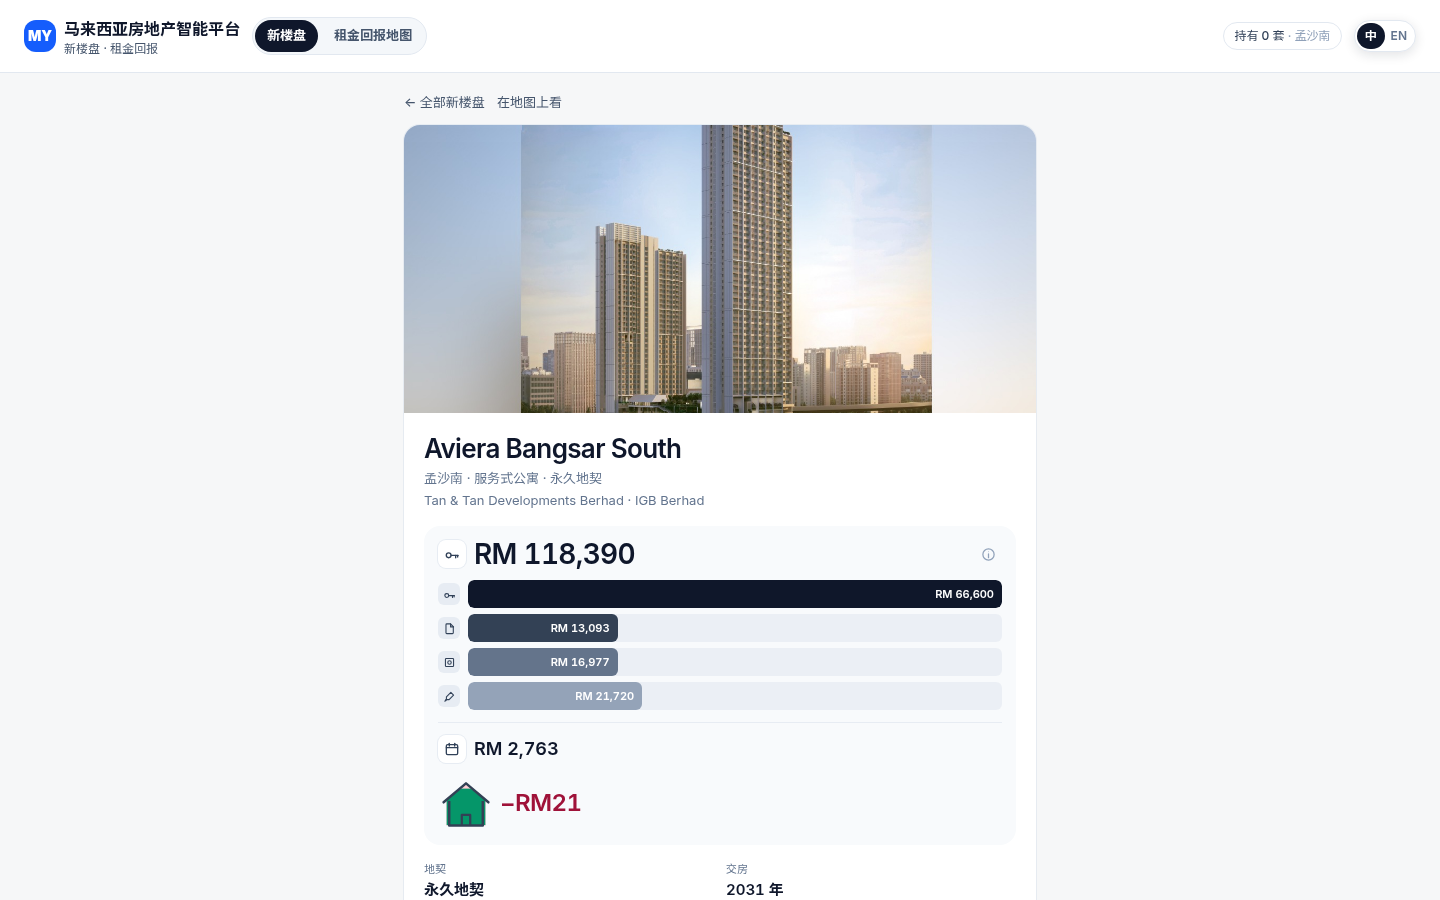 MY
马来西亚房地产智能平台
新楼盘 · 租金回报
新楼盘
租金回报地图
持有 0 套 · 孟沙南
中
EN
← 全部新楼盘
在地图上看
Aviera Bangsar South
孟沙南 · 服务式公寓 · 永久地契
Tan & Tan Developments Berhad · IGB Berhad
RM 118,390
RM 66,600
RM 13,093
RM 16,977
RM 21,720
RM 2,763
−RM21
地契
交房
永久地契
2031 年